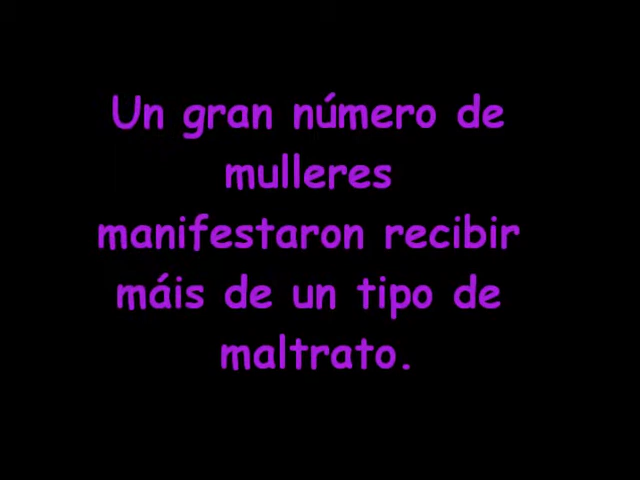 Un gran número de
mulleres
manifestaron recibir
máis de un tipo de
maltrato.